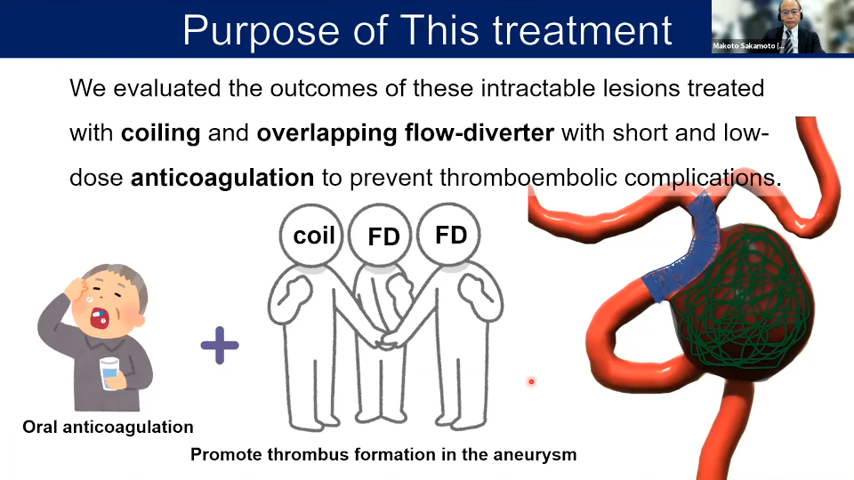 Purpose of This treatment
Makoto Sakamoto (...
We evaluated the outcomes of these intractable lesions treated
with coiling and overlapping flow-diverter with short and low-
dose anticoagulation to prevent thromboembolic complications.
coil
FD
FD
Oral anticoagulation
Promote thrombus formation in the aneurysm